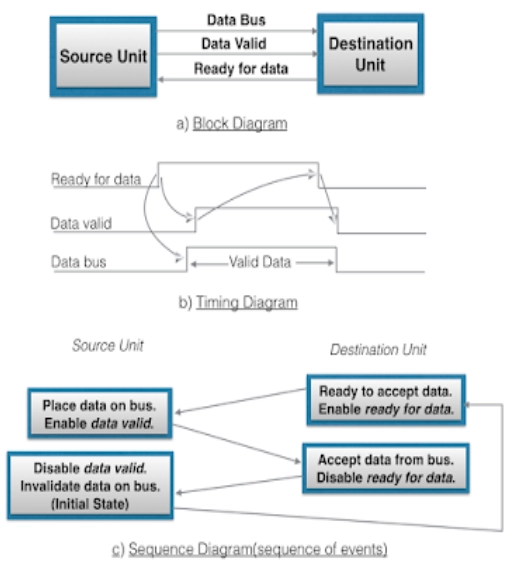 Data Bus
Source Unit
Data Valid
Destination
Unit
Ready for data
a) Block Diagram
Ready for data
Data valid
Data bus
Valid Data
b) Timing Diagram
Source Unit
Destination Unit
Place data on bus.
Enable data valid.
Ready to accept data.
Enable ready for data.
Disable data valid.
Invalidate data on bus.
(Initial State)
Accept data from bus.
Disable ready for data.
c) Sequence Diagram(sequence of events)